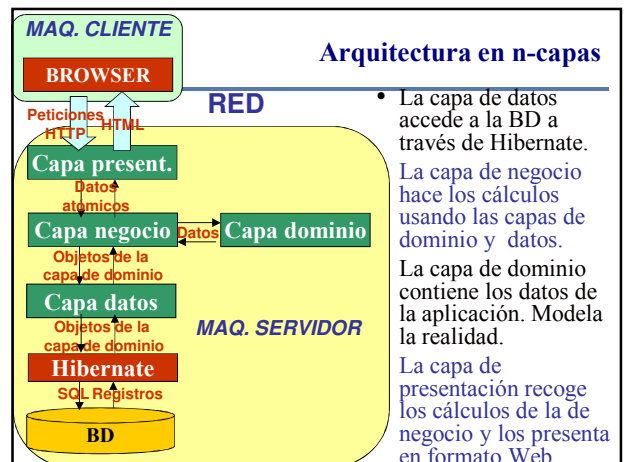 MAQ. CLIENTE
BROWSER
Arquitectura en n-capas
RED
Peticiones
HTTP
HTML
Capa present.
Datos
atómicos
Capa negocio
Datos
Capa dominio
Objetos de la
capa de dominio
Capa datos
Objetos de la
capa de dominio
MAQ. SERVIDOR
Hibernate
SQL Registros
BD
• La capa de datos
accede a la BD a
través de Hibernate.
La capa de negocio
hace los cálculos
usando las capas de
dominio y datos.
La capa de dominio
contiene los datos de
la aplicación. Modela
la realidad.
La capa de
presentación recoge
los cálculos de la de
negocio y los presenta
en formato Web